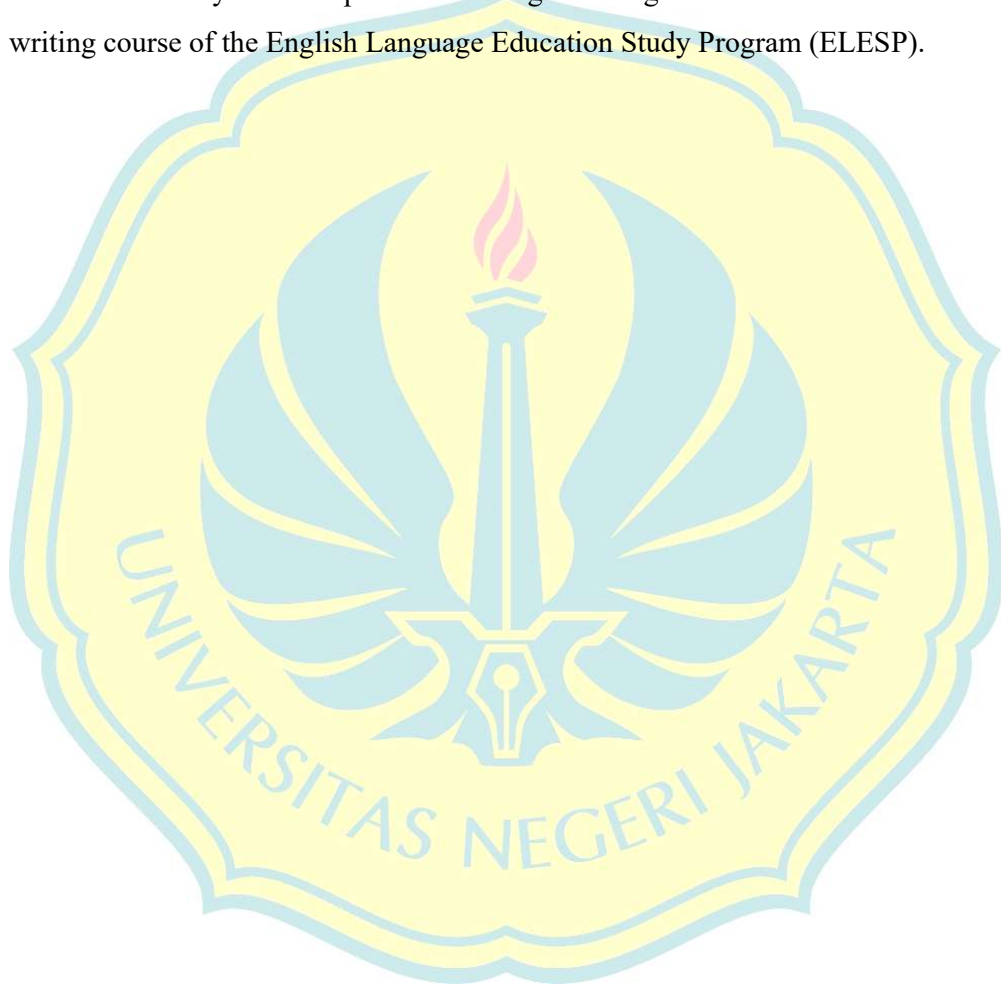 writing course of the English Language Education Study Program (ELESP).
UNIVERSITAS NEGERI JAKARTA